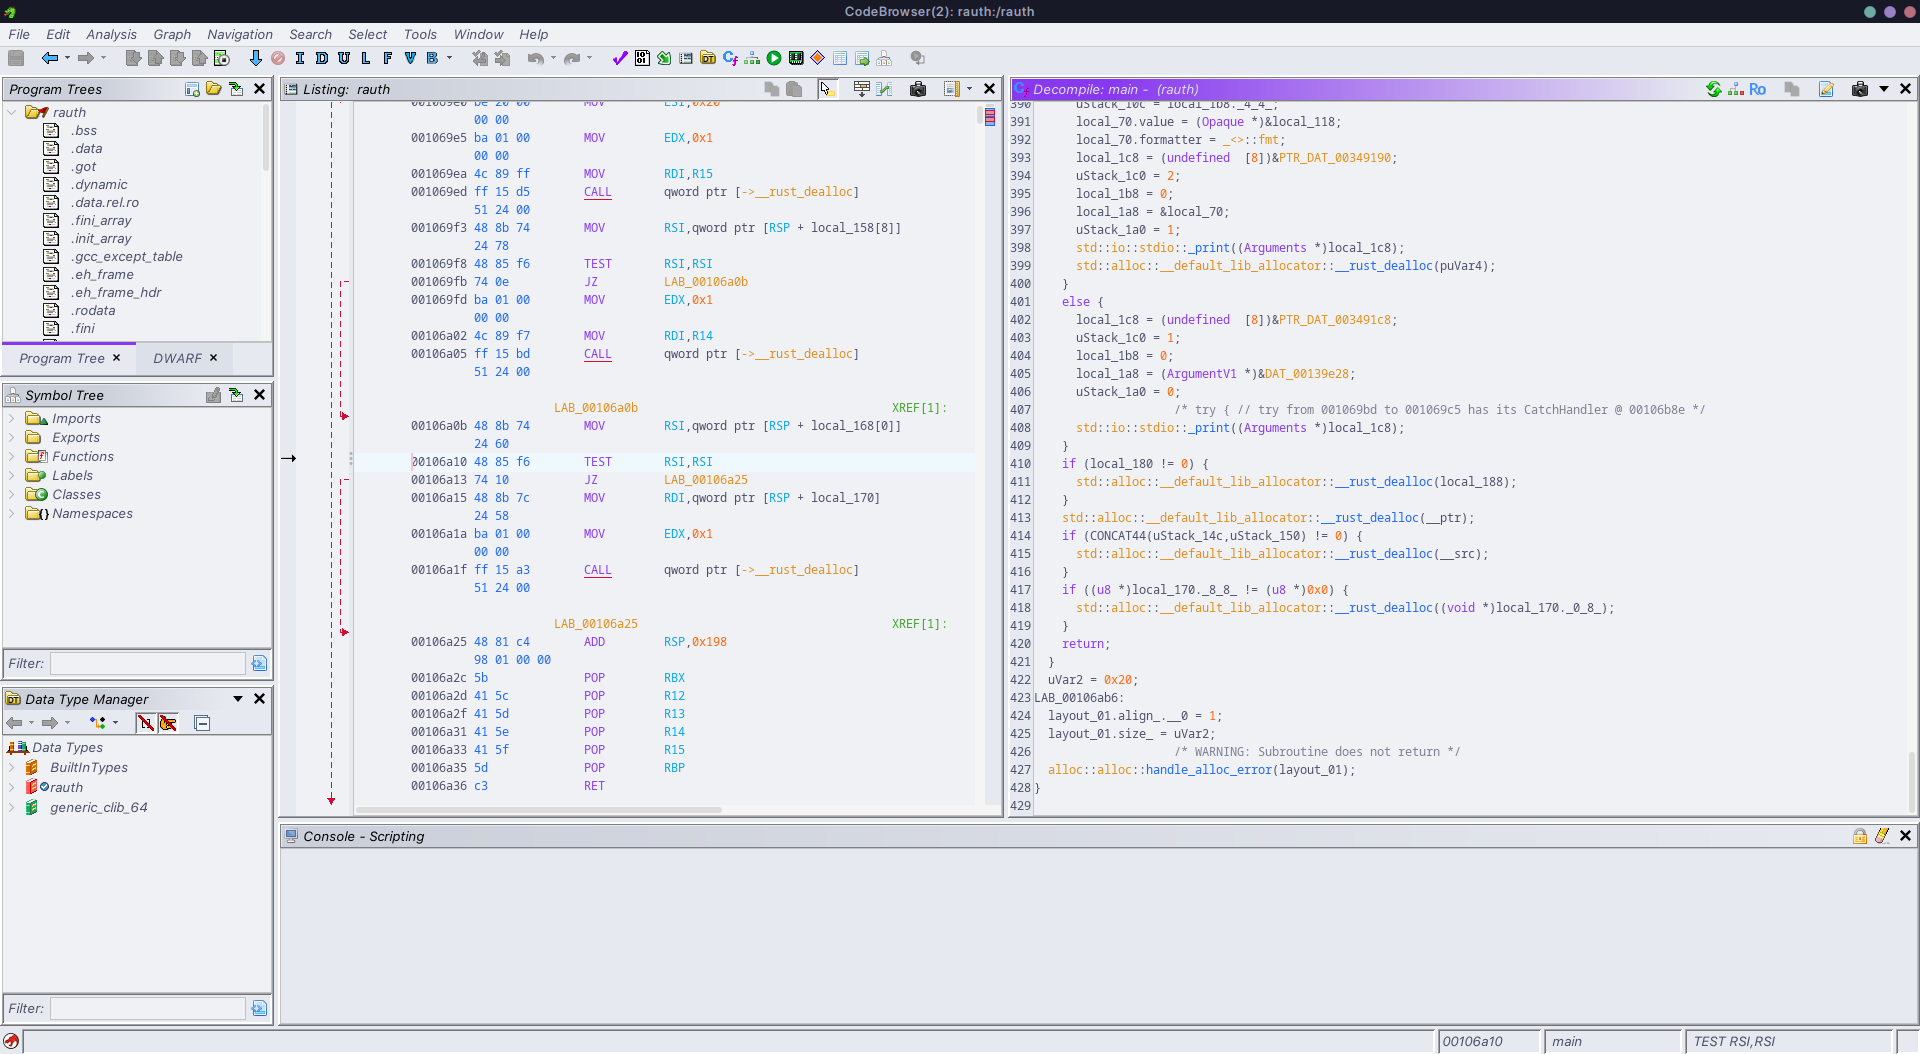 CodeBrowser(2): rauth:/rauth
File Edit Analysis Graph Navigation Search Select Tools Window Help
I D U L F V B
Program Trees
rauth
.bss
.data
.got
.dynamic
.data.rel.ro
.fini_array
.init_array
.gcc_except_table
.eh_frame
.eh_frame_hdr
.rodata
.fini
Program Tree × DWARF ×
Symbol Tree
Imports
Exports
Functions
Labels
Classes
Namespaces
Filter:
Data Type Manager
Data Types
BuiltInTypes
rauth
generic_clib_64
Filter:
Listing: rauth
001069e0 be 20 00 MOV ESI,0x20
00 00
001069e5 ba 01 00 MOV EDX,0x1
00 00
001069ea 4c 89 ff MOV RDI,R15
001069ed ff 15 d5 CALL qword ptr [->__rust_dealloc]
51 24 00
001069f3 48 8b 74 MOV RSI,qword ptr [RSP + local_158[8]]
24 78
001069f8 48 85 f6 TEST RSI,RSI
001069fb 74 0e JZ LAB_00106a0b
001069fd ba 01 00 MOV EDX,0x1
00 00
00106a02 4c 89 f7 MOV RDI,R14
00106a05 ff 15 bd CALL qword ptr [->__rust_dealloc]
51 24 00
LAB_00106a0b XREF[1]:
00106a0b 48 8b 74 MOV RSI,qword ptr [RSP + local_168[0]]
24 60
00106a10 48 85 f6 TEST RSI,RSI
00106a13 74 10 JZ LAB_00106a25
00106a15 48 8b 7c MOV RDI,qword ptr [RSP + local_170]
24 58
00106a1a ba 01 00 MOV EDX,0x1
00 00
00106a1f ff 15 a3 CALL qword ptr [->__rust_dealloc]
51 24 00
LAB_00106a25 XREF[1]:
00106a25 48 81 c4 ADD RSP,0x198
98 01 00 00
00106a2c 5b POP RBX
00106a2d 41 5c POP R12
00106a2f 41 5d POP R13
00106a31 41 5e POP R14
00106a33 41 5f POP R15
00106a35 5d POP RBP
00106a36 c3 RET
Decompile: main - (rauth)
390 uStack_10c = local_1b8._4_4_;
391 local_70.value = (Opaque *)&local_118;
392 local_70.formatter = _<>::fmt;
393 local_1c8 = (undefined [8])&PTR_DAT_00349190;
394 uStack_1c0 = 2;
395 local_1b8 = 0;
396 local_1a8 = &local_70;
397 uStack_1a0 = 1;
398 std::io::stdio::_print((Arguments *)local_1c8);
399 std::alloc::__default_lib_allocator::__rust_dealloc(puVar4);
400 }
401 else {
402 local_1c8 = (undefined [8])&PTR_DAT_003491c8;
403 uStack_1c0 = 1;
404 local_1b8 = 0;
405 local_1a8 = (ArgumentV1 *)&DAT_00139e28;
406 uStack_1a0 = 0;
407 /* try { // try from 001069bd to 001069c5 has its CatchHandler @ 00106b8e */
408 std::io::stdio::_print((Arguments *)local_1c8);
409 }
410 if (local_180 != 0) {
411 std::alloc::__default_lib_allocator::__rust_dealloc(local_188);
412 }
413 std::alloc::__default_lib_allocator::__rust_dealloc(__ptr);
414 if (CONCAT44(uStack_14c,uStack_150) != 0) {
415 std::alloc::__default_lib_allocator::__rust_dealloc(__src);
416 }
417 if ((u8 *)local_170._8_8_ != (u8 *)0x0) {
418 std::alloc::__default_lib_allocator::__rust_dealloc((void *)local_170._0_8_);
419 }
420 return;
421 }
422 uVar2 = 0x20;
423 LAB_00106ab6:
424 layout_01.align_.__0 = 1;
425 layout_01.size_ = uVar2;
426 /* WARNING: Subroutine does not return */
427 alloc::alloc::handle_alloc_error(layout_01);
428 }
429
Console - Scripting
00106a10 main TEST RSI,RSI